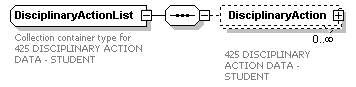 DisciplinaryActionList
DisciplinaryAction
0..∞
Collection container type for
425 DISCIPLINARY ACTION
DATA - STUDENT
425 DISCIPLINARY
ACTION DATA -
STUDENT